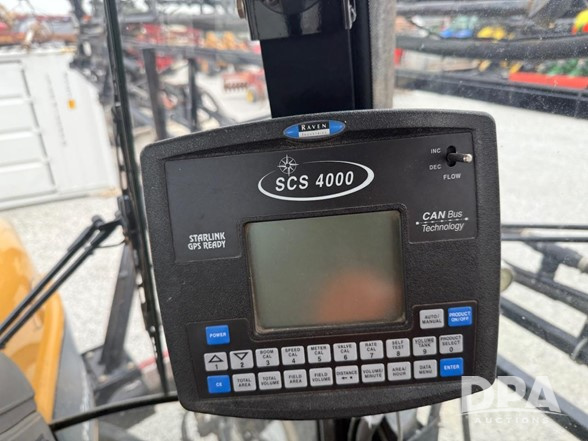 RAVEN
INC
DEC
FLOW
SCS 4000
STARLINK
GPS READY
CAN Bus
Technology
AUTO/
MANUAL
PRODUCT
ON/OFF
POWER
1
2
BOOM
CAL
3
SPEED
CAL
4
METER
CAL
5
VALVE
CAL
6
RATE
CAL
7
SELF
TEST
8
VOLUME
TANK
9
PRODUCT
SELECT
0
CE
TOTAL
AREA
TOTAL
VOLUME
FIELD
AREA
FIELD
VOLUME
DISTANCE
VOLUME/
MINUTE
AREA/
HOUR
DATA
MENU
ENTER
DPA
AUCTIONS